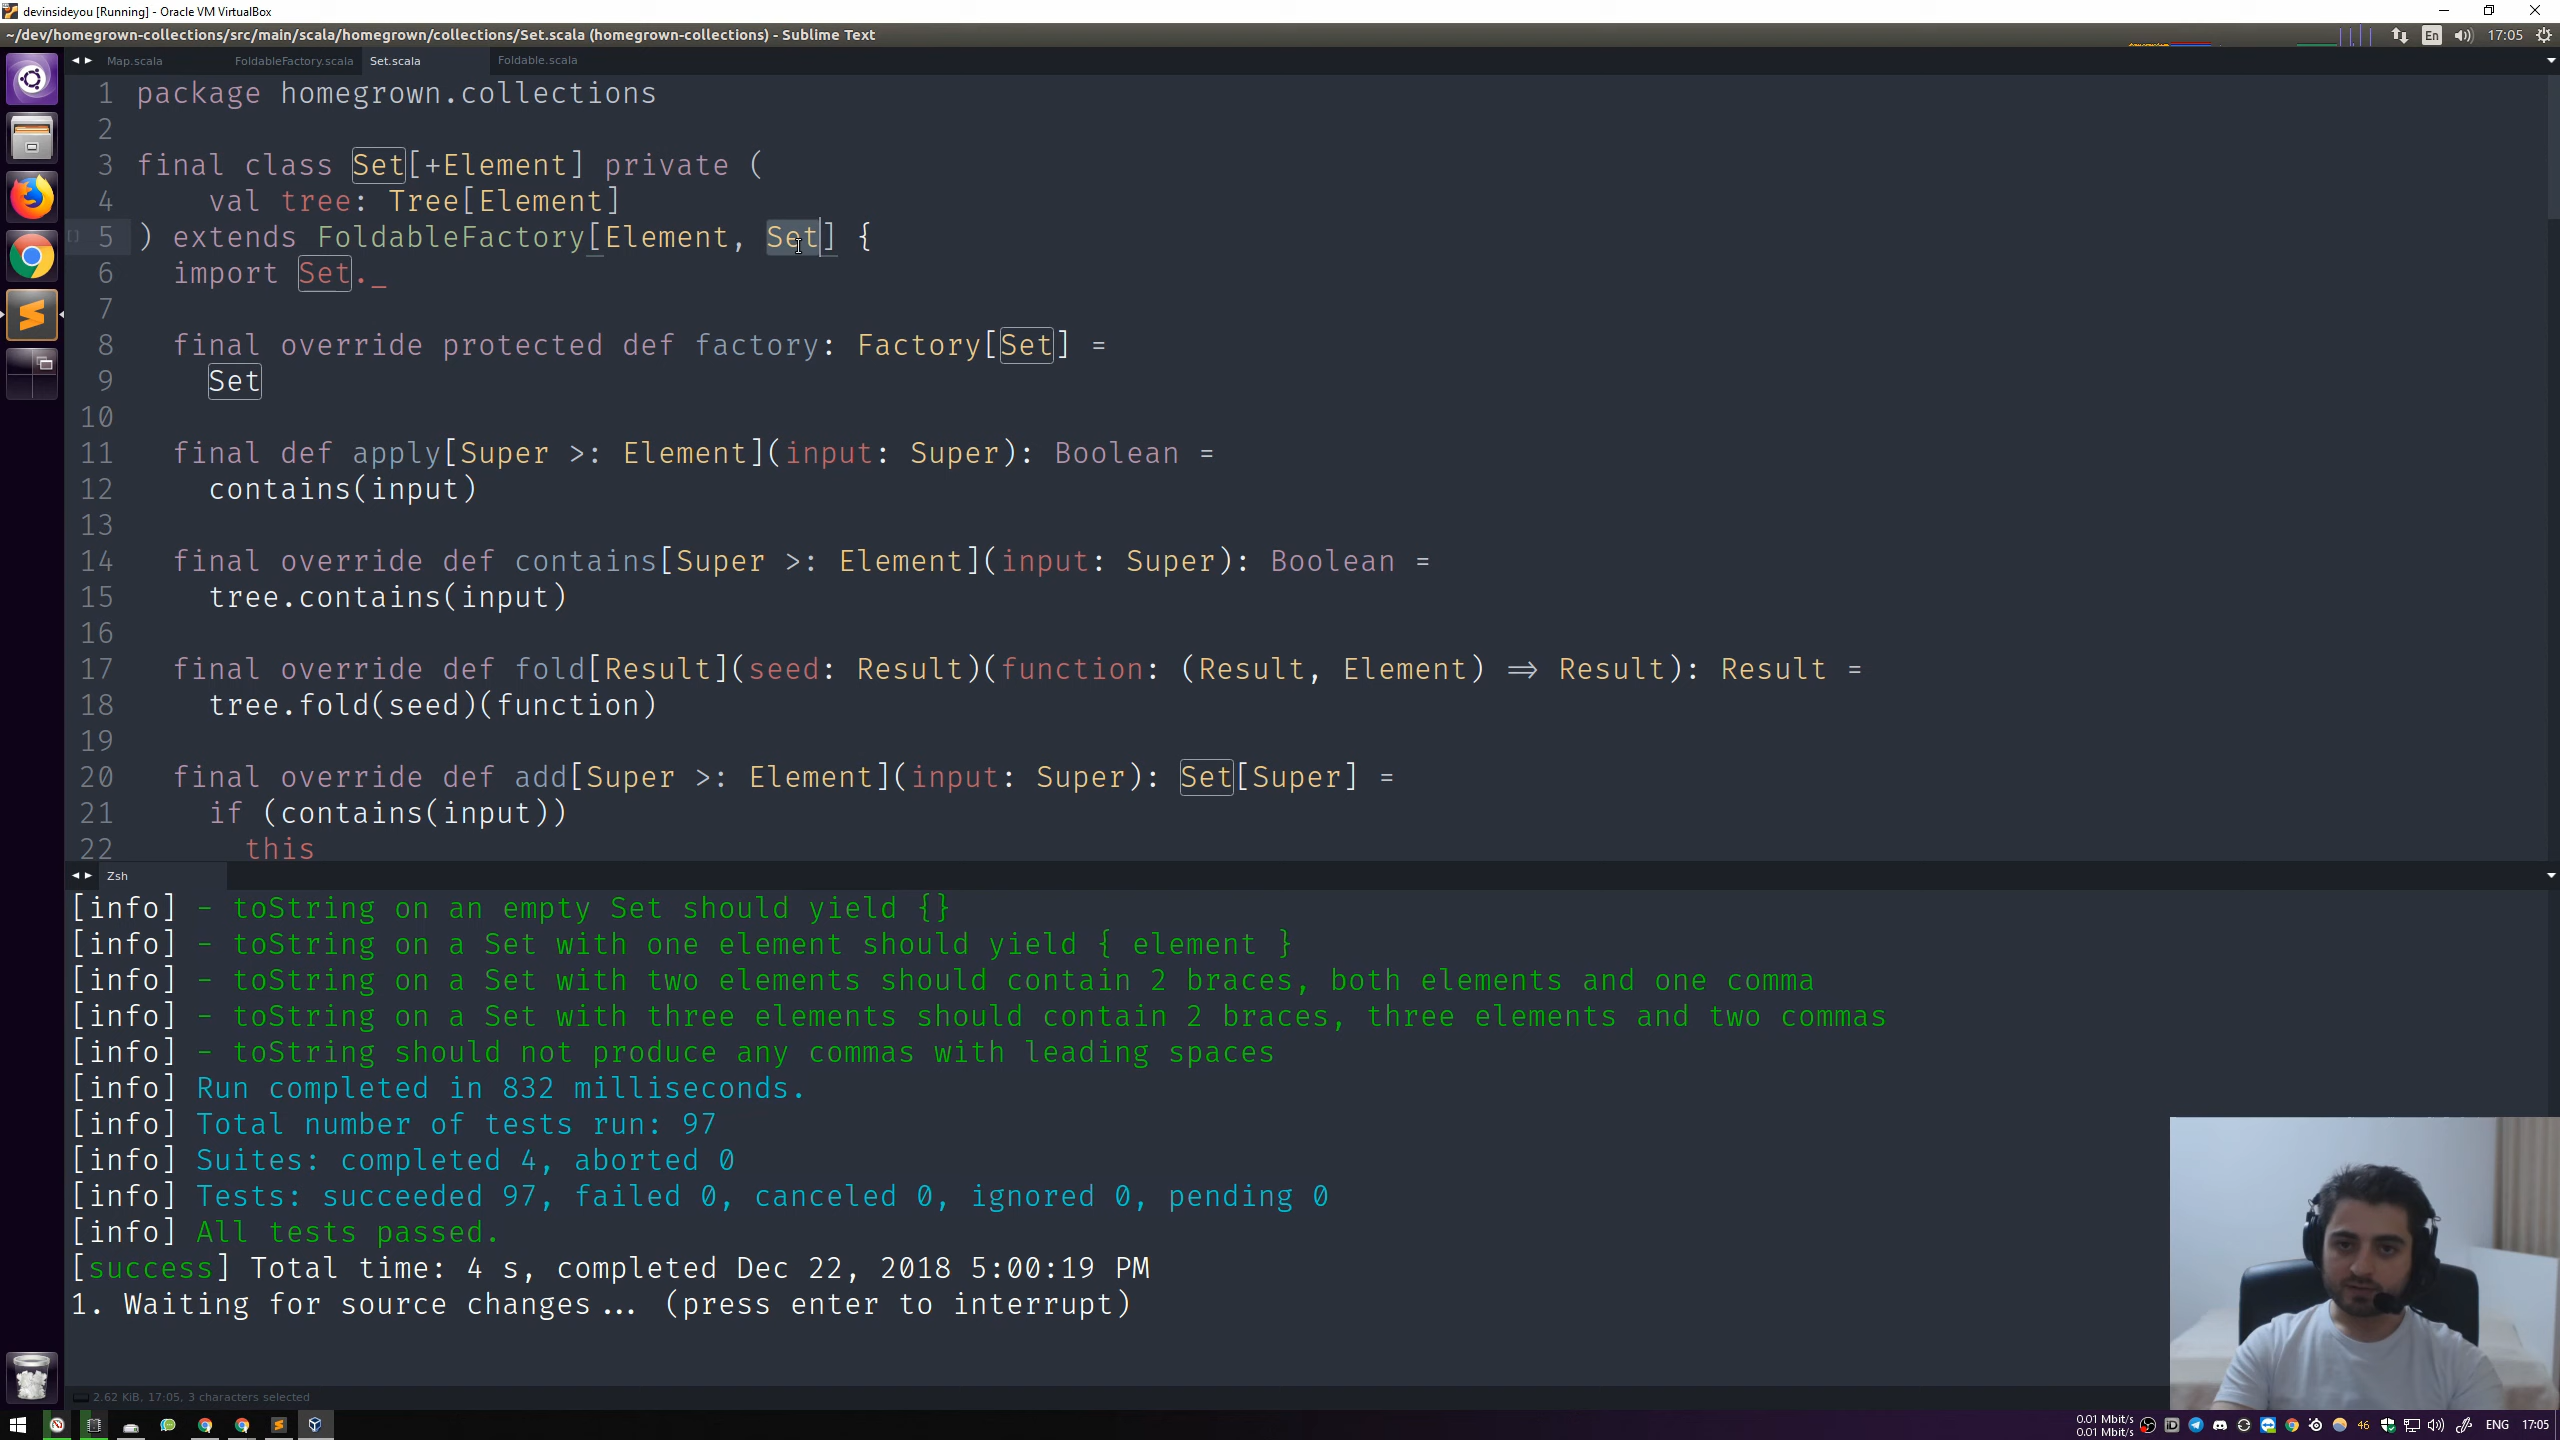 devinsideyou [Running] - Oracle VM VirtualBox
~/dev/homegrown-collections/src/main/scala/homegrown/collections/Set.scala (homegrown-collections) - Sublime Text
En
17:05
Map.scala
FoldableFactory.scala
Set.scala
Foldable.scala
1 package homegrown.collections
2
3 final class Set[+Element] private (
4 val tree: Tree[Element]
5 ) extends FoldableFactory[Element, Set] {
6 import Set._
7
8 final override protected def factory: Factory[Set] =
9 Set
10
11 final def apply[Super >: Element](input: Super): Boolean =
12 contains(input)
13
14 final override def contains[Super >: Element](input: Super): Boolean =
15 tree.contains(input)
16
17 final override def fold[Result](seed: Result)(function: (Result, Element) ⇒ Result): Result =
18 tree.fold(seed)(function)
19
20 final override def add[Super >: Element](input: Super): Set[Super] =
21 if (contains(input))
22 this
Zsh
[info] - toString on an empty Set should yield {}
[info] - toString on a Set with one element should yield { element }
[info] - toString on a Set with two elements should contain 2 braces, both elements and one comma
[info] - toString on a Set with three elements should contain 2 braces, three elements and two commas
[info] - toString should not produce any commas with leading spaces
[info] Run completed in 832 milliseconds.
[info] Total number of tests run: 97
[info] Suites: completed 4, aborted 0
[info] Tests: succeeded 97, failed 0, canceled 0, ignored 0, pending 0
[info] All tests passed.
[success] Total time: 4 s, completed Dec 22, 2018 5:00:19 PM
1. Waiting for source changes... (press enter to interrupt)
2.62 KiB, 17:05, 3 characters selected
0.01 Mbit/s
0.01 Mbit/s
46
ENG
17:05